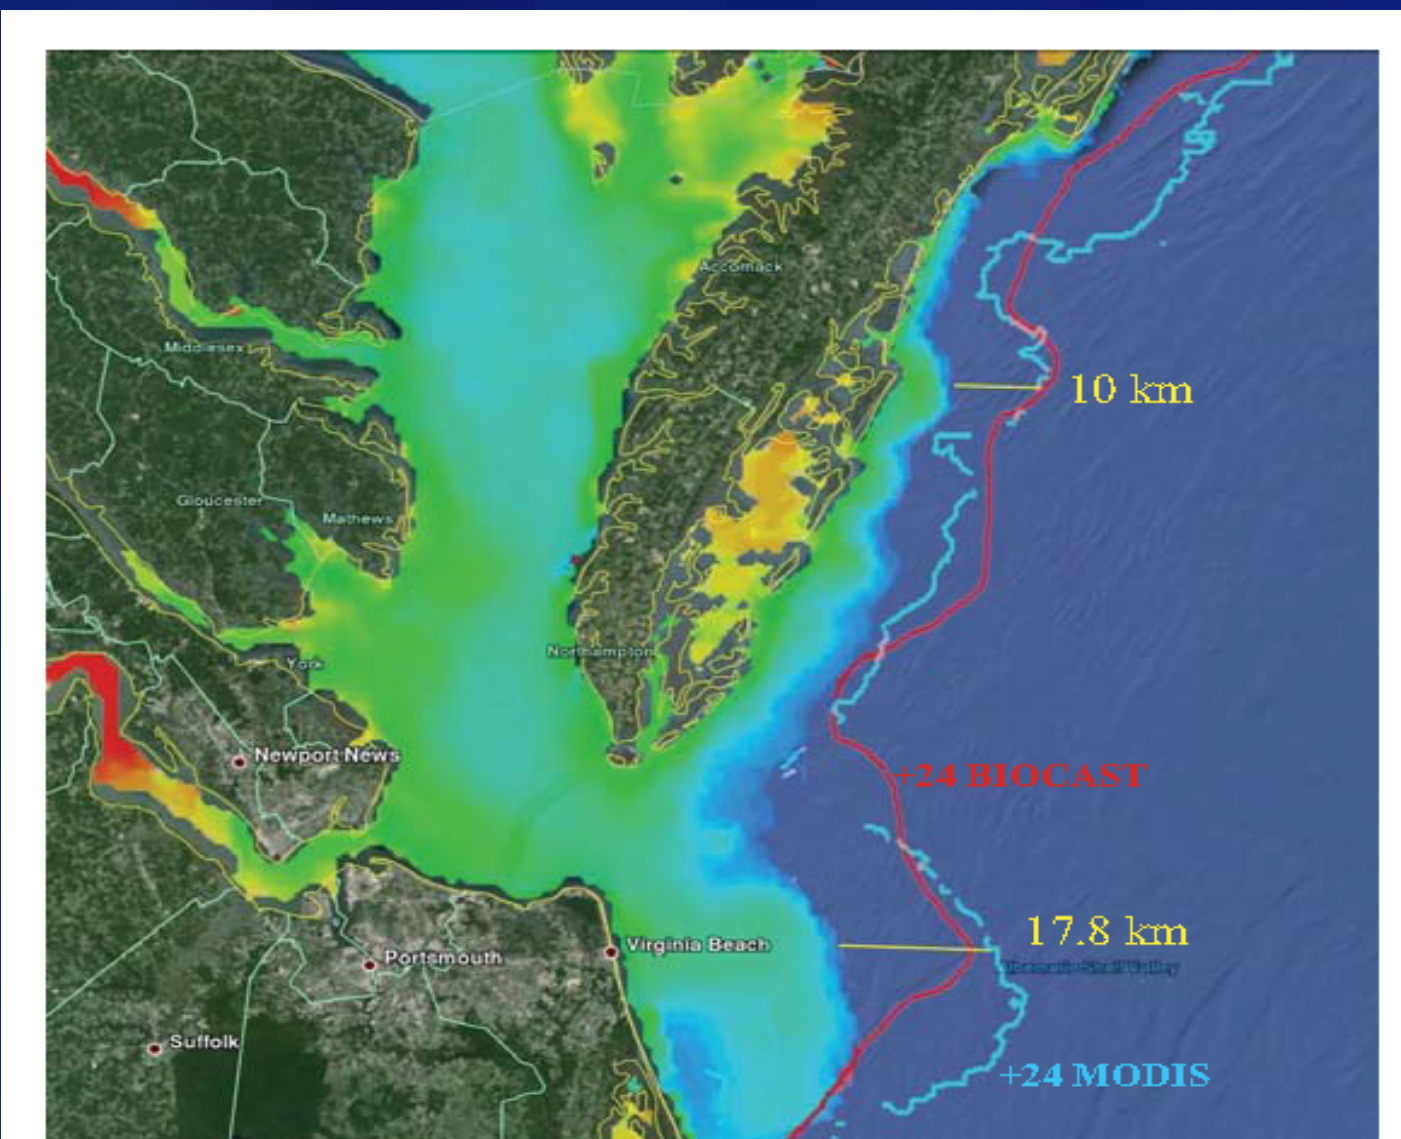 Accomack
Middlesex
10 km
Gloucester
Mathews
Northampton
York
Newport News
+24 BIOCAST
17.8 km
Virginia Beach
Portsmouth
Suffolk
+24 MODIS